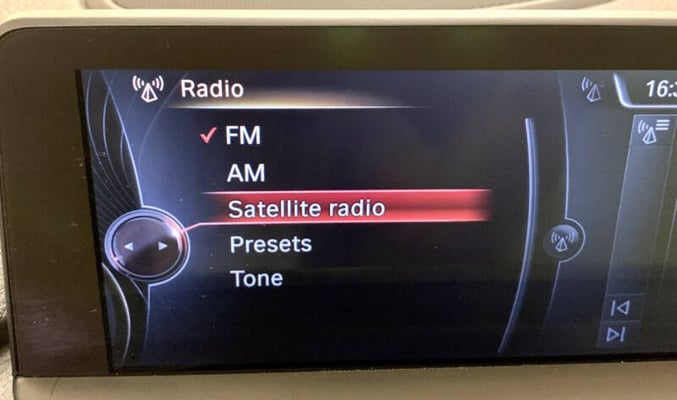 Radio
16:3
FM
AM
Satellite radio
Presets
Tone